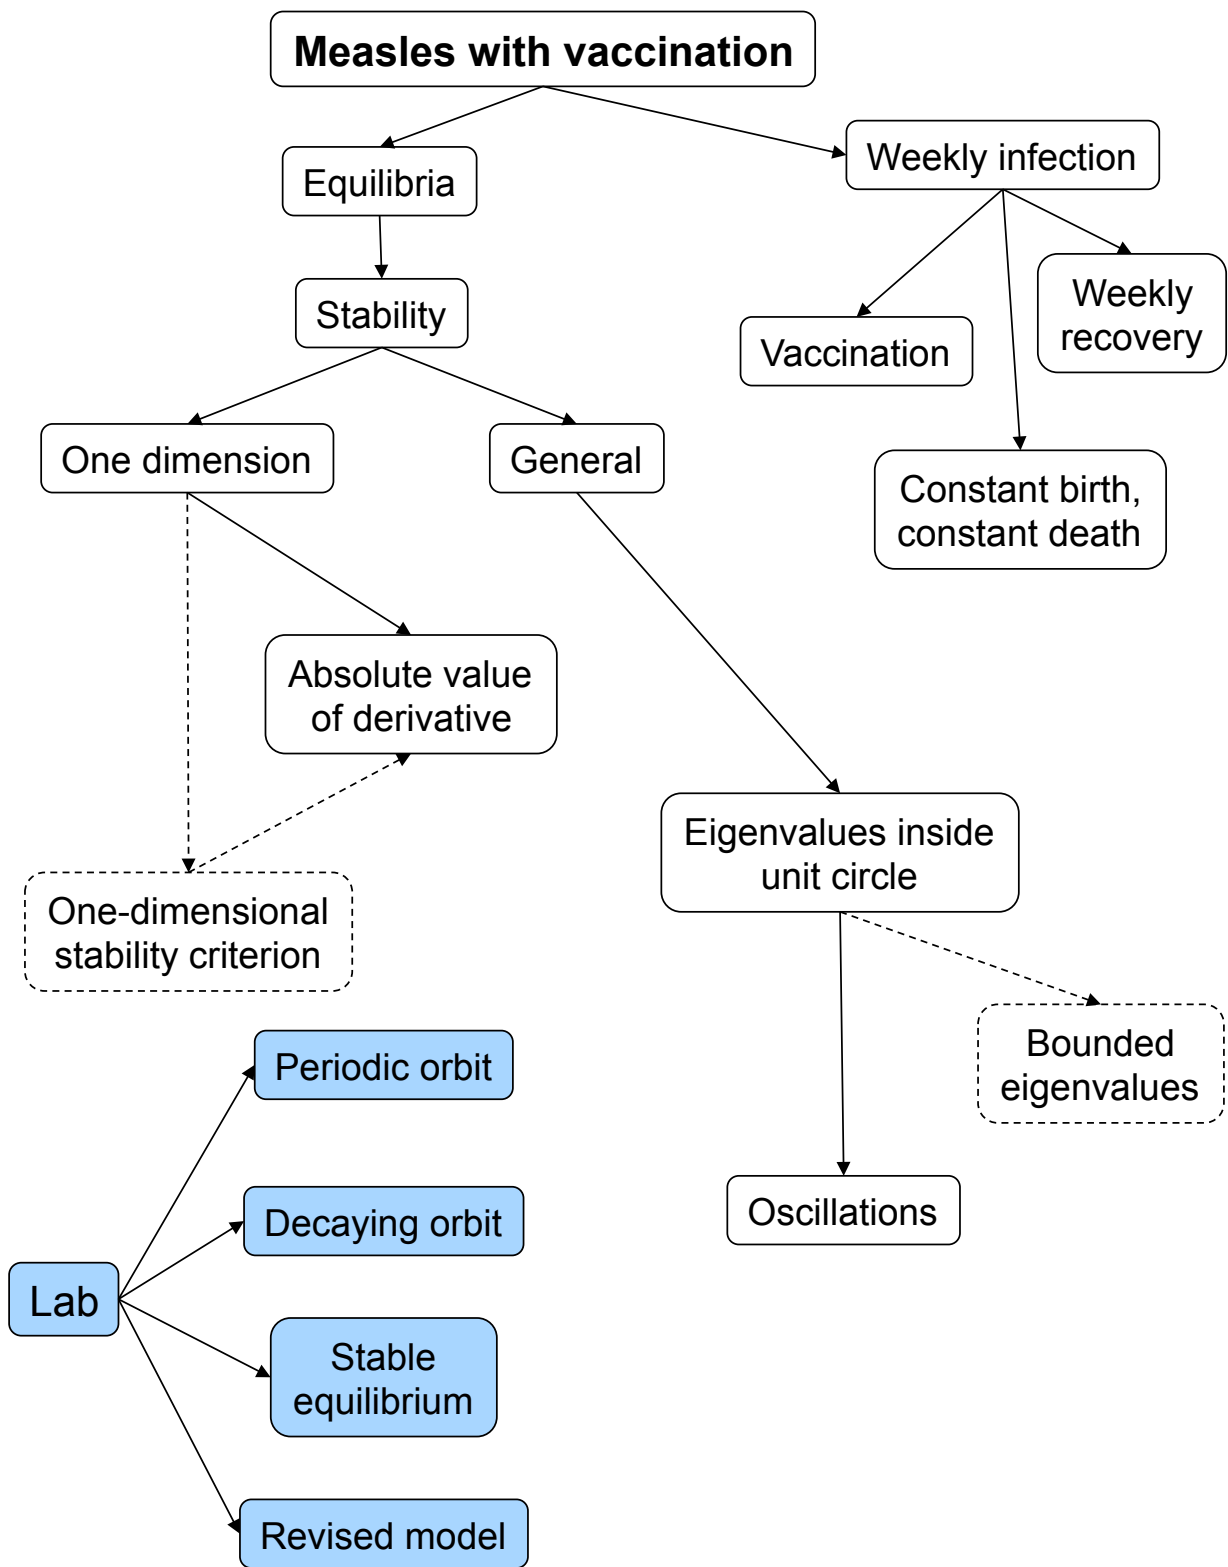 Measles with vaccination
Equilibria
Weekly infection
Stability
Vaccination
Weekly
recovery
One dimension
General
Constant birth,
constant death
Absolute value
of derivative
Eigenvalues inside
unit circle
One-dimensional
stability criterion
Bounded
eigenvalues
Oscillations
Lab
Periodic orbit
Decaying orbit
Stable
equilibrium
Revised model